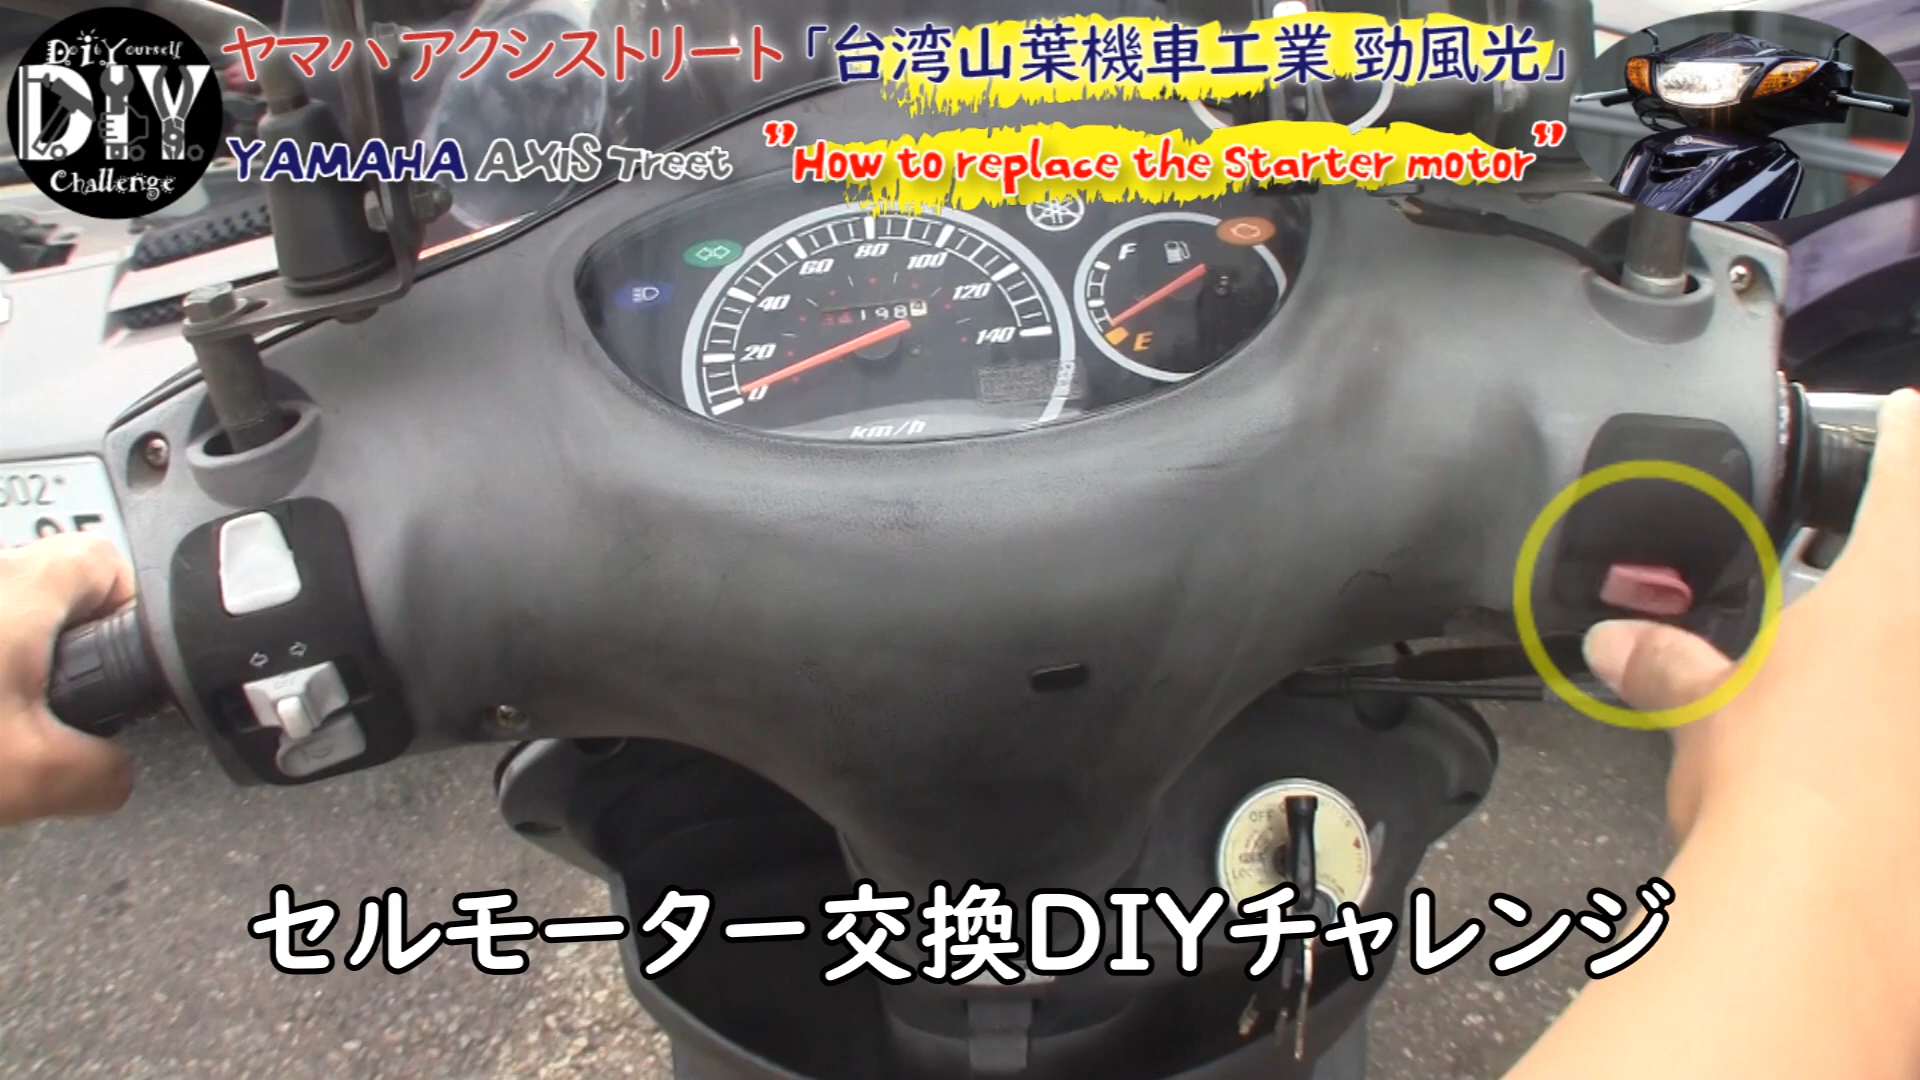 Do it Yourself
DIY
Challenge
ヤマハ アクシストリート「台湾山葉機車工業 勁風光」
YAMAHA AXIS Treet "How to replace the Starter motor"
0
20
40
60
80
100
120
140
198
km/h
F
E
502
OFF
セルモーター交換DIYチャレンジ